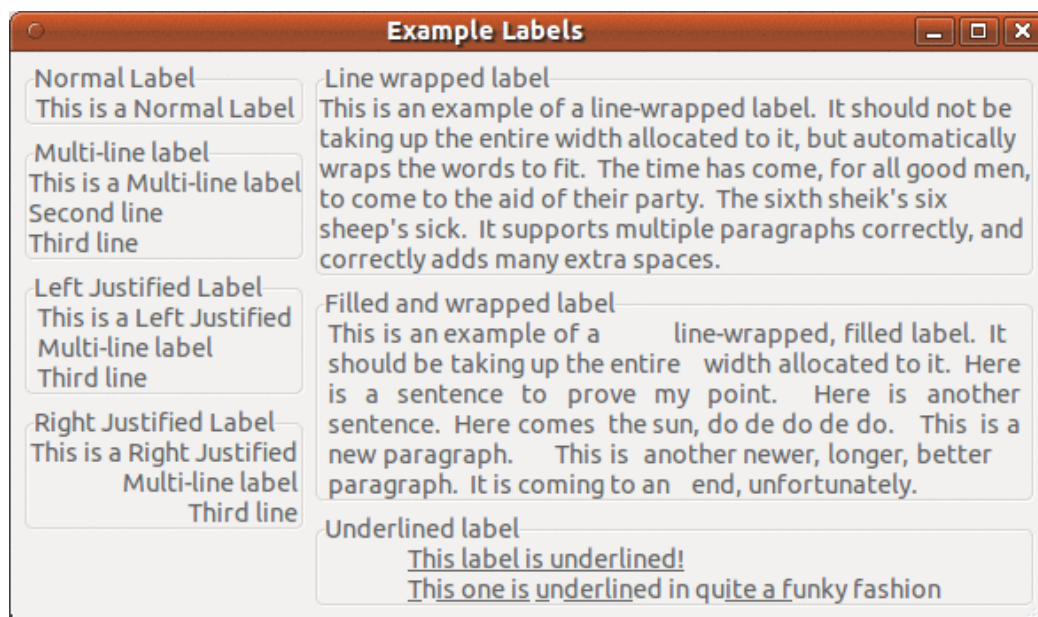 Example Labels
Normal Label
This is a Normal Label
Multi-line label
This is a Multi-line label
Second line
Third line
Left Justified Label
This is a Left Justified
Multi-line label
Third line
Right Justified Label
This is a Right Justified
Multi-line label
Third line
Line wrapped label
This is an example of a line-wrapped label.  It should not be
taking up the entire width allocated to it, but automatically
wraps the words to fit.  The time has come, for all good men,
to come to the aid of their party.  The sixth sheik's six
sheep's sick.  It supports multiple paragraphs correctly, and
correctly adds many extra spaces.
Filled and wrapped label
This is an example of a          line-wrapped, filled label.  It
should be taking up the entire   width allocated to it.  Here
is a sentence to prove my point.  Here is another
sentence.  Here comes  the sun, do de do de do.   This  is a
new paragraph.      This is  another newer, longer, better
paragraph.  It is coming to an   end, unfortunately.
Underlined label
This label is underlined!
This one is underlined in quite a funky fashion